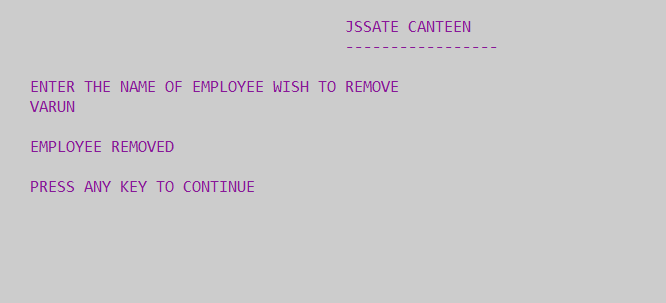 JSSATE CANTEEN
-----------------
ENTER THE NAME OF EMPLOYEE WISH TO REMOVE
VARUN
EMPLOYEE REMOVED
PRESS ANY KEY TO CONTINUE